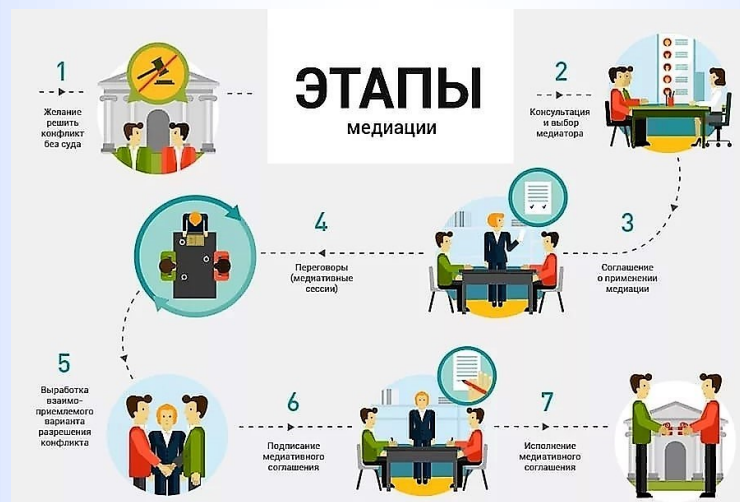 ЭТАПЫ
медиации
1
Желание
решить
конфликт
без суда
2
Консультация
и выбор
медиатора
3
Соглашение
о применении
медиации
4
Переговоры
(медиативные
сессии)
5
Выработка
взаимо-
приемлемого
варианта
разрешения
конфликта
6
Подписание
медиативного
соглашения
7
Исполнение
медиативного
соглашения